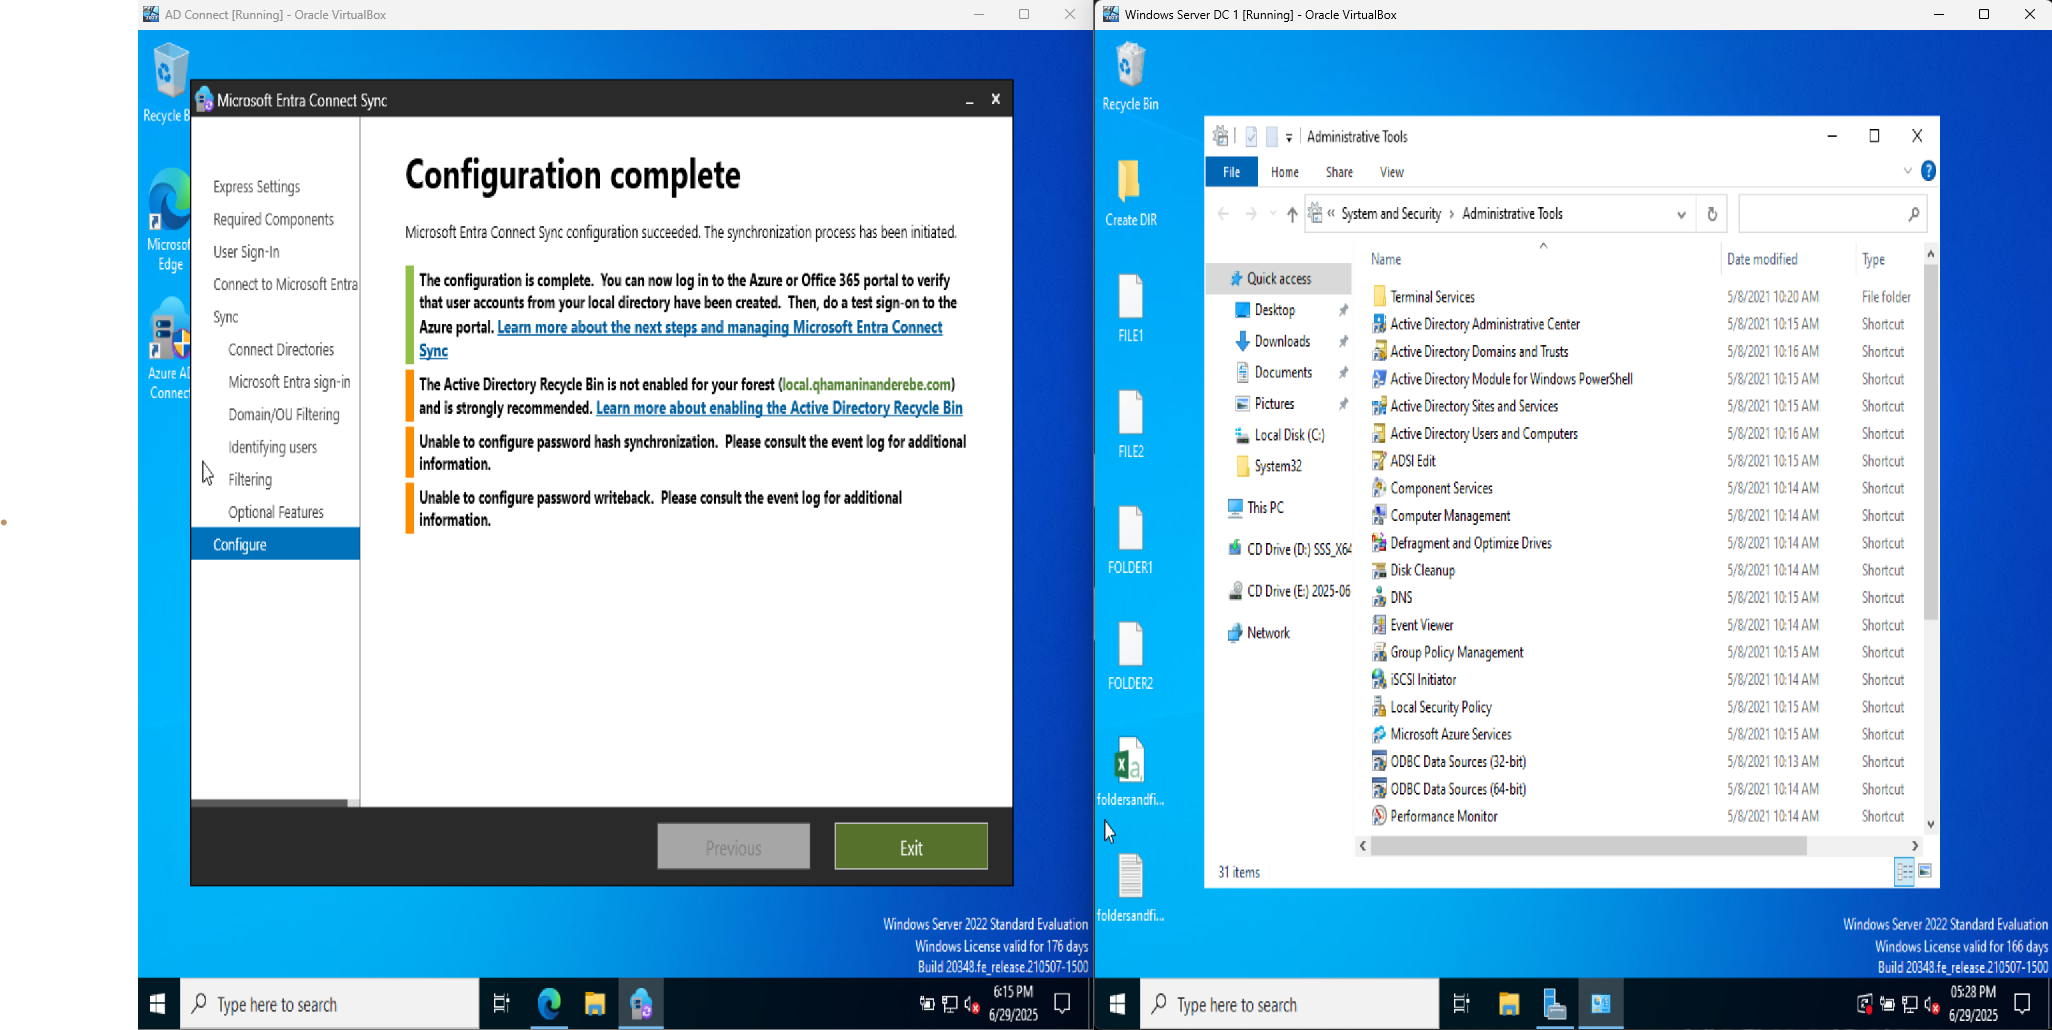 AD Connect [Running] - Oracle VirtualBox
Recycle B
Microsof
Edge
Azure AD
Connect
Microsoft Entra Connect Sync
Express Settings
Required Components
User Sign-In
Connect to Microsoft Entra
Sync
Connect Directories
Microsoft Entra sign-in
Domain/OU Filtering
Identifying users
Filtering
Optional Features
Configure
Configuration complete
Microsoft Entra Connect Sync configuration succeeded. The synchronization process has been initiated.
The configuration is complete. You can now log in to the Azure or Office 365 portal to verify
that user accounts from your local directory have been created. Then, do a test sign-on to the
Azure portal. Learn more about the next steps and managing Microsoft Entra Connect
Sync
The Active Directory Recycle Bin is not enabled for your forest (local.qhamaninanderebe.com)
and is strongly recommended. Learn more about enabling the Active Directory Recycle Bin
Unable to configure password hash synchronization. Please consult the event log for additional
information.
Unable to configure password writeback. Please consult the event log for additional
information.
Previous
Exit
Windows Server 2022 Standard Evaluation
Windows License valid for 176 days
Build 20348.fe_release.210507-1500
Type here to search
6:15 PM
6/29/2025
Windows Server DC 1 [Running] - Oracle VirtualBox
Recycle Bin
Create DIR
FILE1
FILE2
FOLDER1
FOLDER2
foldersandfi...
foldersandfi...
Administrative Tools
File Home Share View
« System and Security › Administrative Tools
Quick access
Desktop
Downloads
Documents
Pictures
Local Disk (C:)
System32
This PC
CD Drive (D:) SSS_X64
CD Drive (E:) 2025-06
Network
Name Date modified Type
Terminal Services 5/8/2021 10:20 AM File folder
Active Directory Administrative Center 5/8/2021 10:15 AM Shortcut
Active Directory Domains and Trusts 5/8/2021 10:16 AM Shortcut
Active Directory Module for Windows PowerShell 5/8/2021 10:15 AM Shortcut
Active Directory Sites and Services 5/8/2021 10:15 AM Shortcut
Active Directory Users and Computers 5/8/2021 10:16 AM Shortcut
ADSI Edit 5/8/2021 10:15 AM Shortcut
Component Services 5/8/2021 10:14 AM Shortcut
Computer Management 5/8/2021 10:14 AM Shortcut
Defragment and Optimize Drives 5/8/2021 10:14 AM Shortcut
Disk Cleanup 5/8/2021 10:14 AM Shortcut
DNS 5/8/2021 10:15 AM Shortcut
Event Viewer 5/8/2021 10:14 AM Shortcut
Group Policy Management 5/8/2021 10:15 AM Shortcut
iSCSI Initiator 5/8/2021 10:14 AM Shortcut
Local Security Policy 5/8/2021 10:15 AM Shortcut
Microsoft Azure Services 5/8/2021 10:15 AM Shortcut
ODBC Data Sources (32-bit) 5/8/2021 10:13 AM Shortcut
ODBC Data Sources (64-bit) 5/8/2021 10:14 AM Shortcut
Performance Monitor 5/8/2021 10:14 AM Shortcut
31 items
Windows Server 2022 Standard Evaluation
Windows License valid for 166 days
Build 20348.fe_release.210507-1500
Type here to search
05:28 PM
6/29/2025